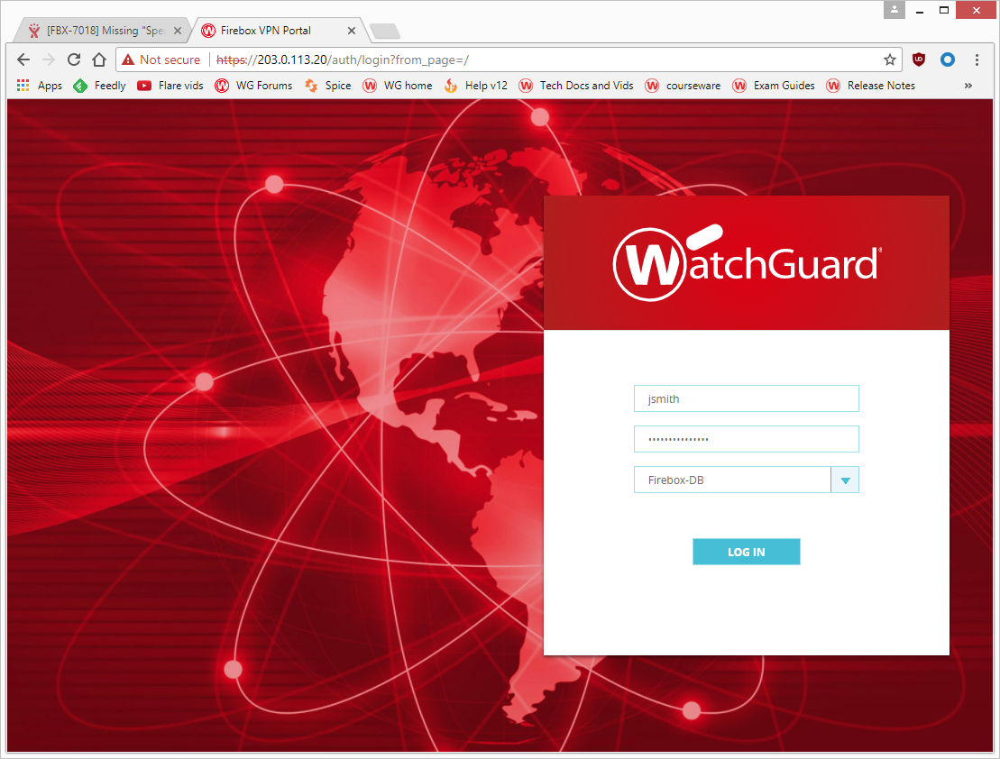 [FBX-7018] Missing "Spe
Firebox VPN Portal
Not secure
https://203.0.113.20/auth/login?from_page=/
Apps
Feedly
Flare vids
WG Forums
Spice
WG home
Help v12
Tech Docs and Vids
courseware
Exam Guides
Release Notes
»
WatchGuard
jsmith
•••••••••••••••
Firebox-DB
LOG IN